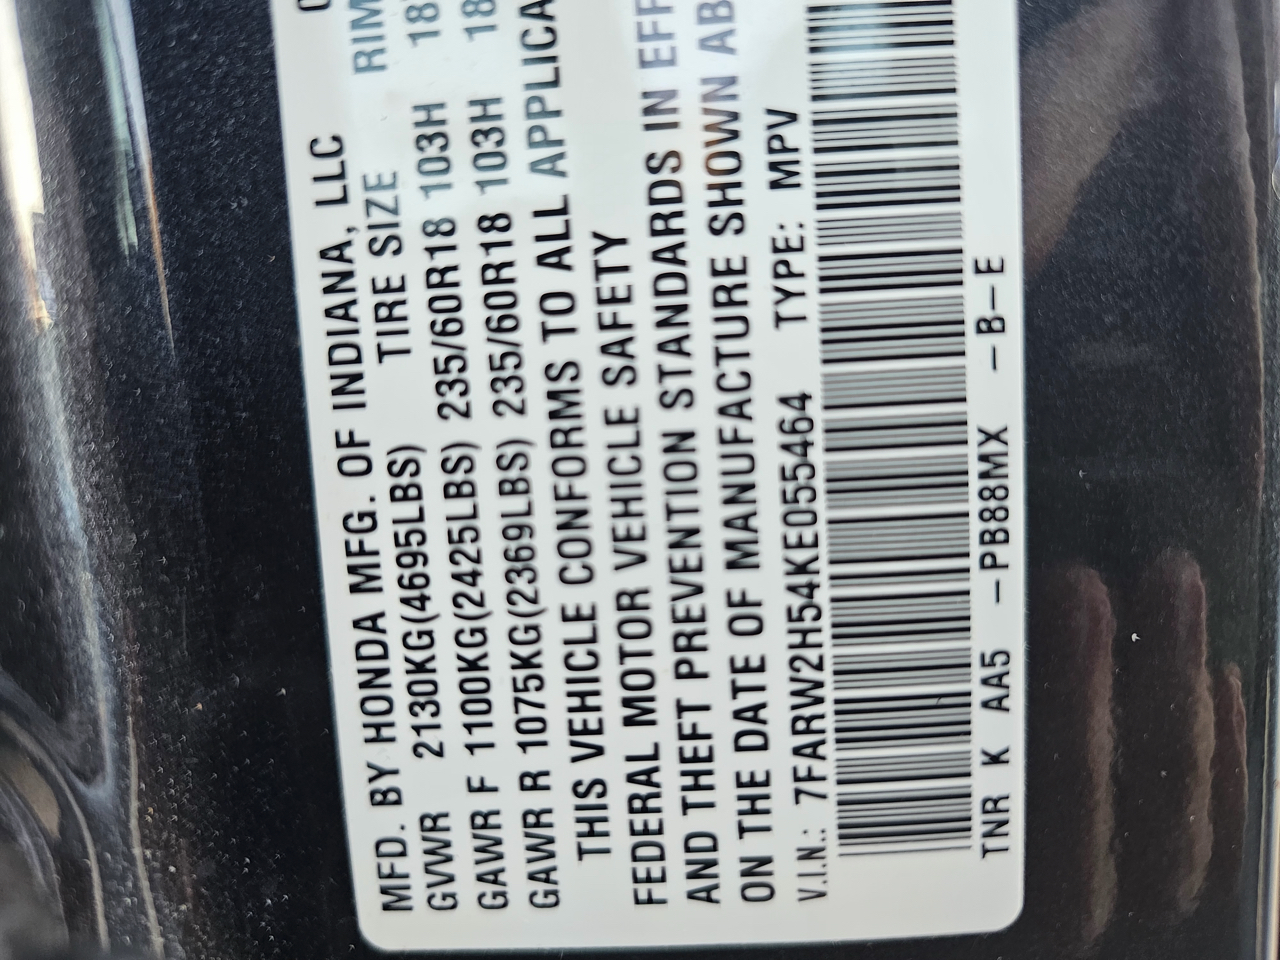 MFD. BY HONDA MFG. OF INDIANA, LLC
TIRE SIZE RIM
GVWR 2130KG(4695LBS)
GAWR F 1100KG(2425LBS) 235/60R18 103H 18
GAWR R 1075KG(2369LBS) 235/60R18 103H 18
THIS VEHICLE CONFORMS TO ALL APPLICA
FEDERAL MOTOR VEHICLE SAFETY
AND THEFT PREVENTION STANDARDS IN EFF
ON THE DATE OF MANUFACTURE SHOWN AB
V.I.N.: 7FARW2H54KE055464 TYPE: MPV
TNR K AA5 –PB88MX –B–E